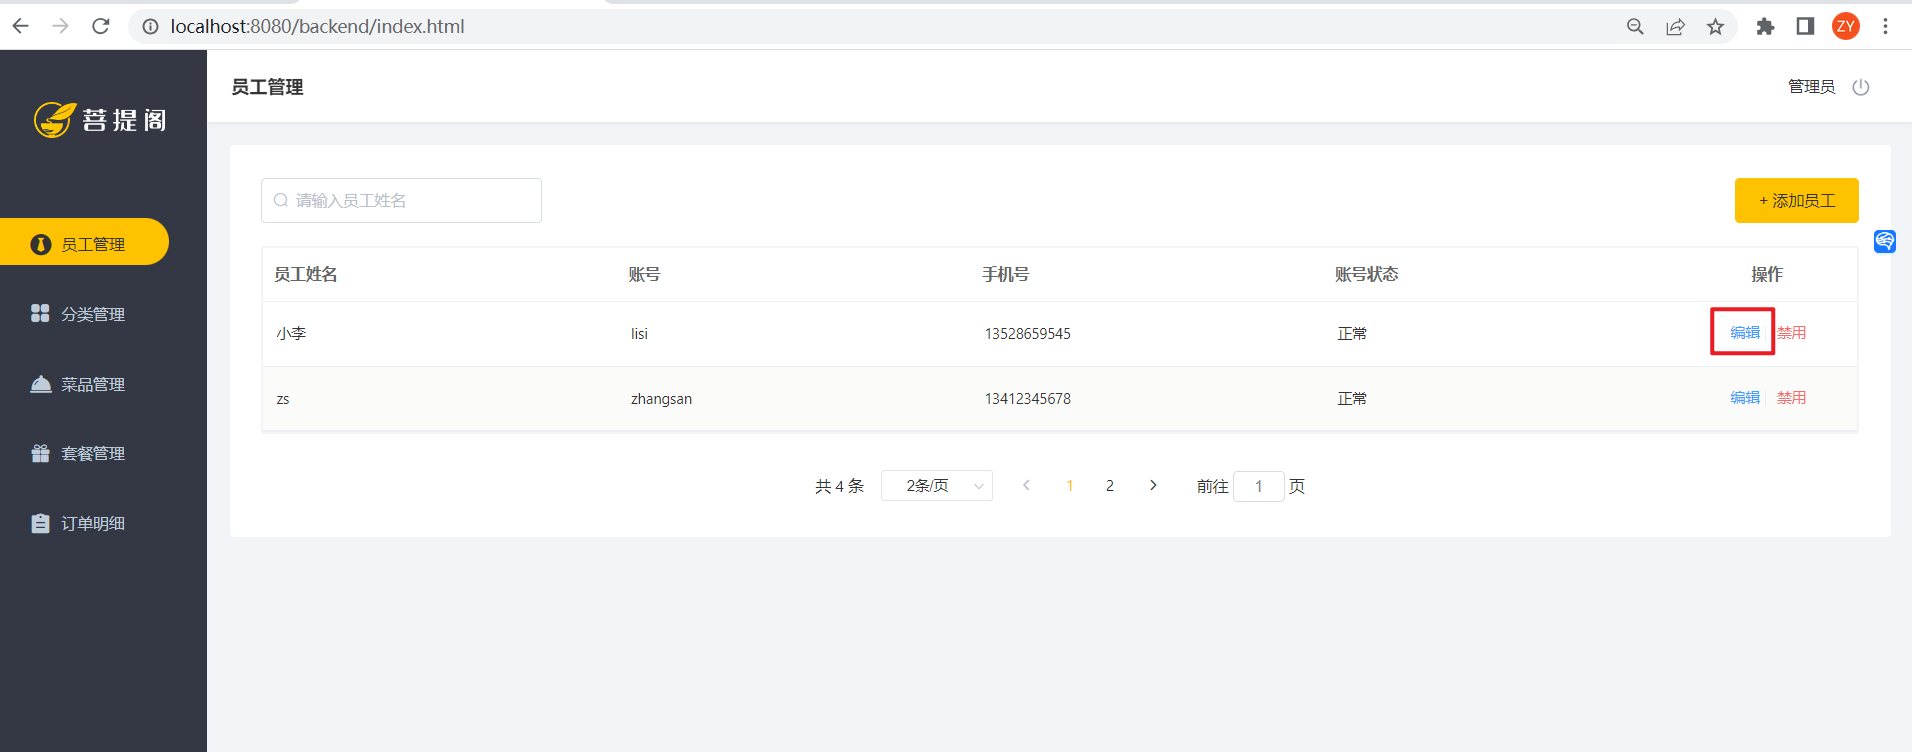 localhost:8080/backend/index.html
ZY
菩提阁
员工管理
管理员
员工管理
分类管理
菜品管理
套餐管理
订单明细
请输入员工姓名
+ 添加员工
员工姓名 账号 手机号 账号状态 操作
小李 lisi 13528659545 正常 编辑 禁用
zs zhangsan 13412345678 正常 编辑 禁用
共 4 条 2条/页 1 2 前往 1 页